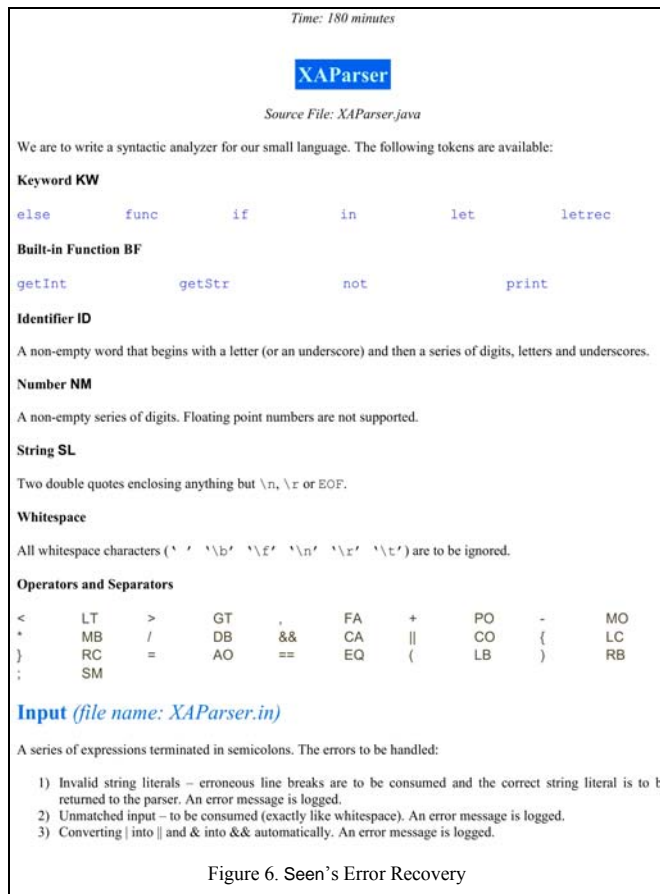 Time: 180 minutes
XAParser
Source File: XAParser.java
We are to write a syntactic analyzer for our small language. The following tokens are available:
Keyword KW
else func if in let letrec
Built-in Function BF
getInt getStr not print
Identifier ID
A non-empty word that begins with a letter (or an underscore) and then a series of digits, letters and underscores.
Number NM
A non-empty series of digits. Floating point numbers are not supported.
String SL
Two double quotes enclosing anything but \n, \r or EOF.
Whitespace
All whitespace characters (‘ ’ ‘\b’ ‘\f’ ‘\n’ ‘\r’ ‘\t’) are to be ignored.
Operators and Separators
< LT > GT , FA + PO - MO
* MB / DB && CA || CO { LC
} RC = AO == EQ ( LB ) RB
; SM
Input (file name: XAParser.in)
A series of expressions terminated in semicolons. The errors to be handled:
1) Invalid string literals – erroneous line breaks are to be consumed and the correct string literal is to b
returned to the parser. An error message is logged.
2) Unmatched input – to be consumed (exactly like whitespace). An error message is logged.
3) Converting | into || and & into && automatically. An error message is logged.
Figure 6. Seen's Error Recovery